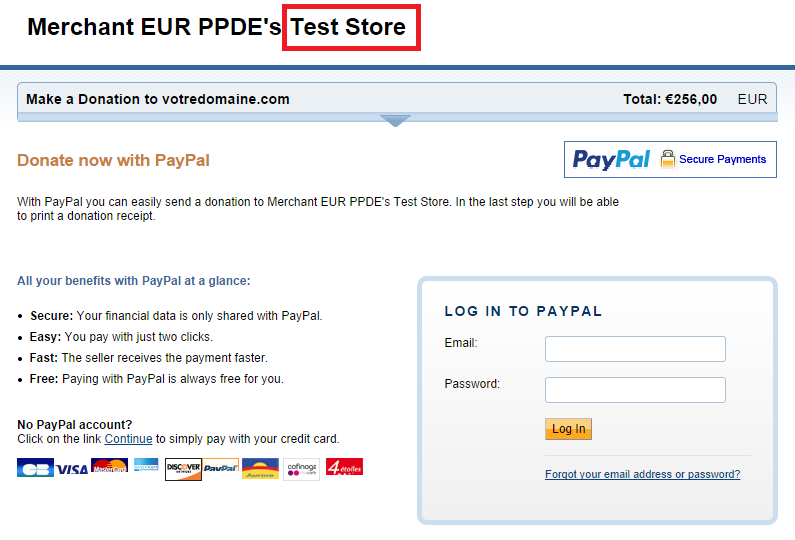 Merchant EUR PPDE's Test Store
Make a Donation to votredomaine.com Total: €256,00 EUR
Donate now with PayPal
PayPal Secure Payments
With PayPal you can easily send a donation to Merchant EUR PPDE's Test Store. In the last step you will be able
to print a donation receipt.
All your benefits with PayPal at a glance:
• Secure: Your financial data is only shared with PayPal.
• Easy: You pay with just two clicks.
• Fast: The seller receives the payment faster.
• Free: Paying with PayPal is always free for you.
No PayPal account?
Click on the link Continue to simply pay with your credit card.
CB VISA MasterCard DISCOVER NETWORK PayPal AURORE cofinoga 4 étoiles
LOG IN TO PAYPAL
Email:
Password:
Log In
Forgot your email address or password?